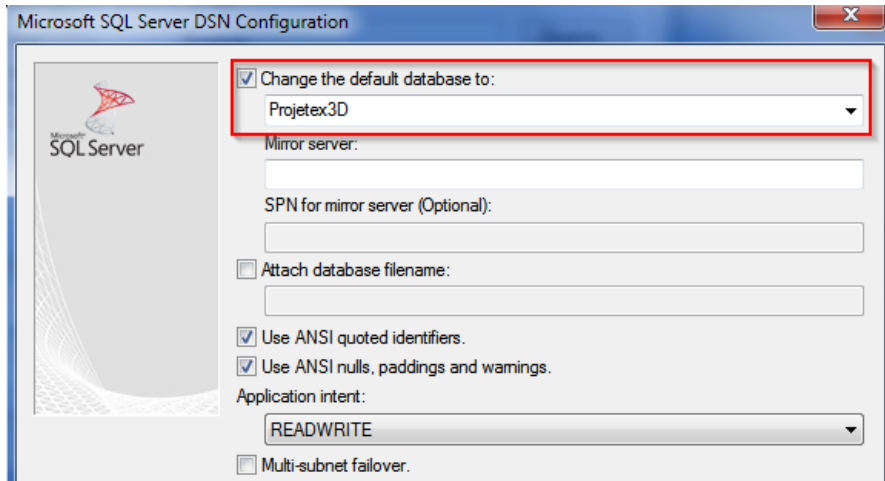 Microsoft SQL Server DSN Configuration
Change the default database to:
Projetex3D
Microsoft
SQL Server
Mirror server:
SPN for mirror server (Optional):
Attach database filename:
Use ANSI quoted identifiers.
Use ANSI nulls, paddings and warnings.
Application intent:
READWRITE
Multi-subnet failover.